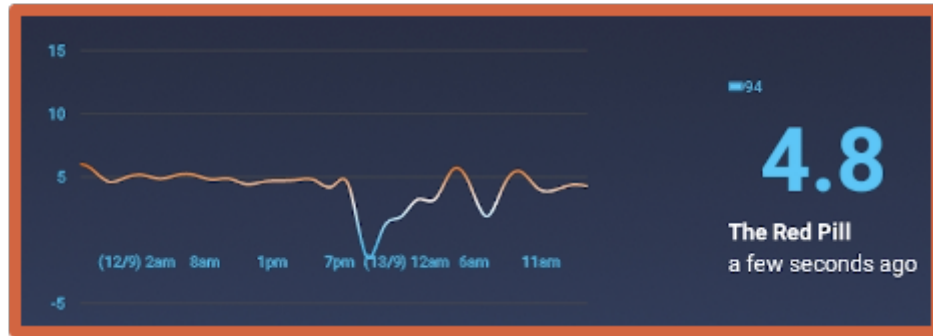 15
10
5
-5
(12/9) 2am 8am 1pm 7pm (13/9) 12am 6am 11am
94
4.8
The Red Pill
a few seconds ago